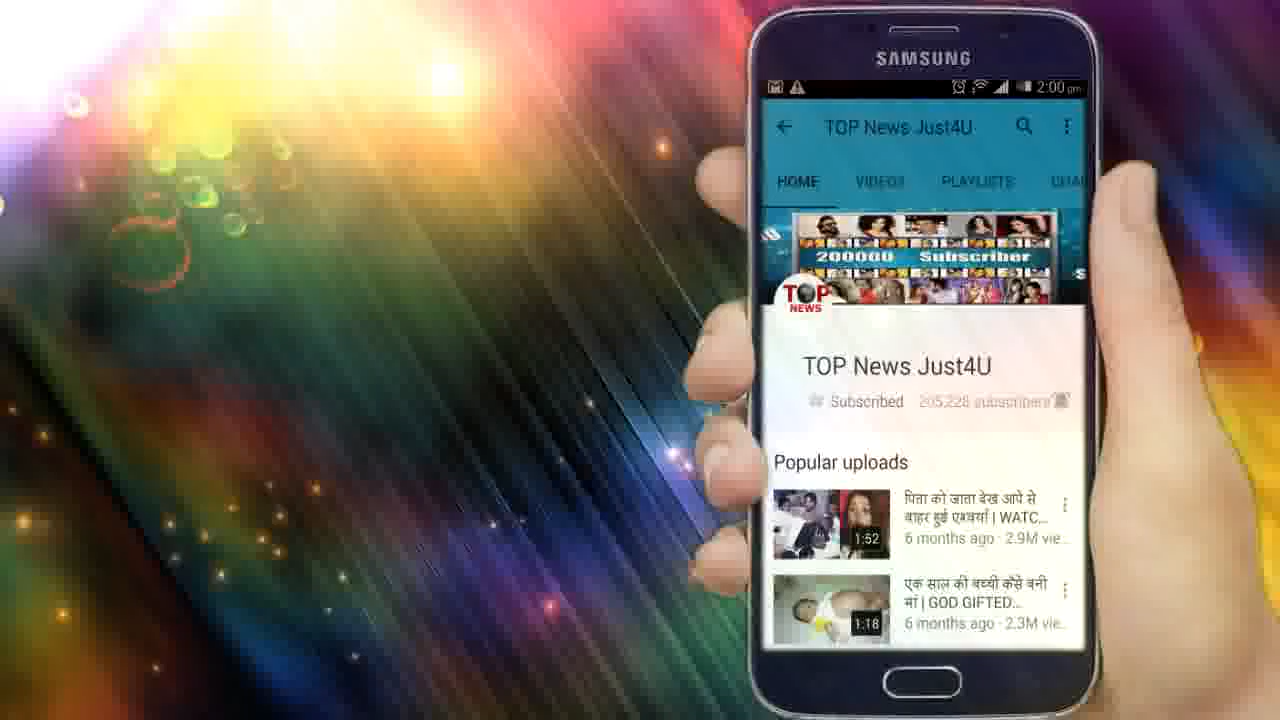 SAMSUNG
2:00 pm
TOP News Just4U
HOME VIDEOS PLAYLISTS CHA
200000 Subscriber
TOP
NEWS
TOP News Just4U
Subscribed 205,228 subscribers
Popular uploads
पिता को जाता देख आपे से
बाहर हुई एश्वर्या | WATC...
1:52
6 months ago · 2.9M vie...
एक साल की बच्ची कैसे बनी
माँ | GOD GIFTED...
1:18
6 months ago · 2.3M vie...